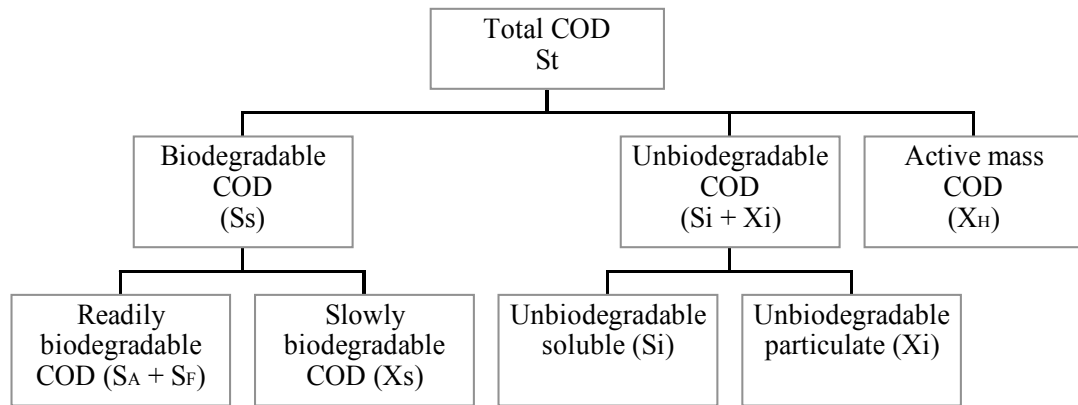 Total COD
St
Biodegradable
COD
(Ss)
Unbiodegradable
COD
(Si + Xi)
Active mass
COD
(XH)
Readily
biodegradable
COD (SA + SF)
Slowly
biodegradable
COD (Xs)
Unbiodegradable
soluble (Si)
Unbiodegradable
particulate (Xi)